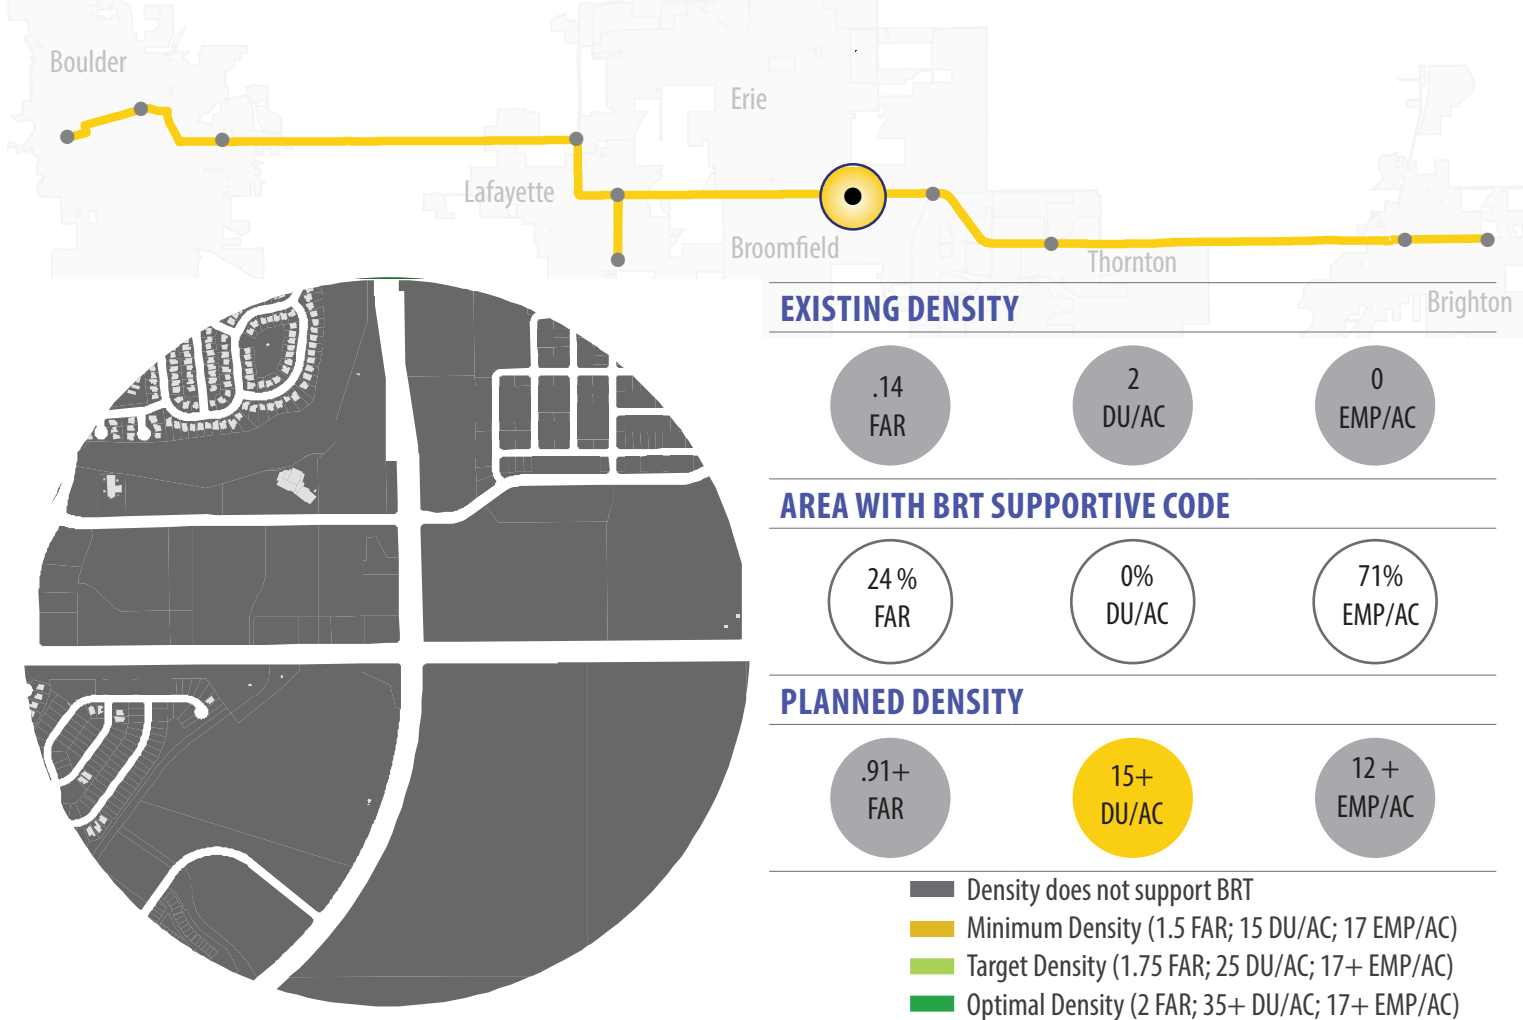 Boulder
Erie
Lafayette
Broomfield
Thornton
Brighton
EXISTING DENSITY
.14
FAR
2
DU/AC
0
EMP/AC
AREA WITH BRT SUPPORTIVE CODE
24 %
FAR
0%
DU/AC
71%
EMP/AC
PLANNED DENSITY
.91+
FAR
15+
DU/AC
12 +
EMP/AC
Density does not support BRT
Minimum Density (1.5 FAR; 15 DU/AC; 17 EMP/AC)
Target Density (1.75 FAR; 25 DU/AC; 17+ EMP/AC)
Optimal Density (2 FAR; 35+ DU/AC; 17+ EMP/AC)